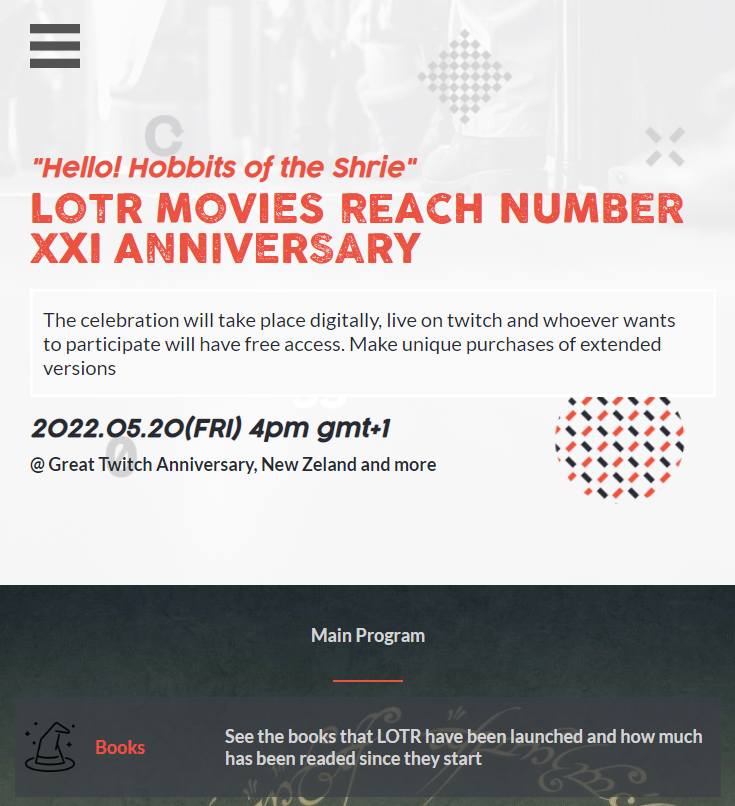 "Hello! Hobbits of the Shrie"
LOTR MOVIES REACH NUMBER
XXI ANNIVERSARY
The celebration will take place digitally, live on twitch and whoever wants
to participate will have free access. Make unique purchases of extended
versions
2022.05.20(FRI) 4pm gmt+1
@ Great Twitch Anniversary, New Zeland and more
Main Program
Books
See the books that LOTR have been launched and how much
has been readed since they start